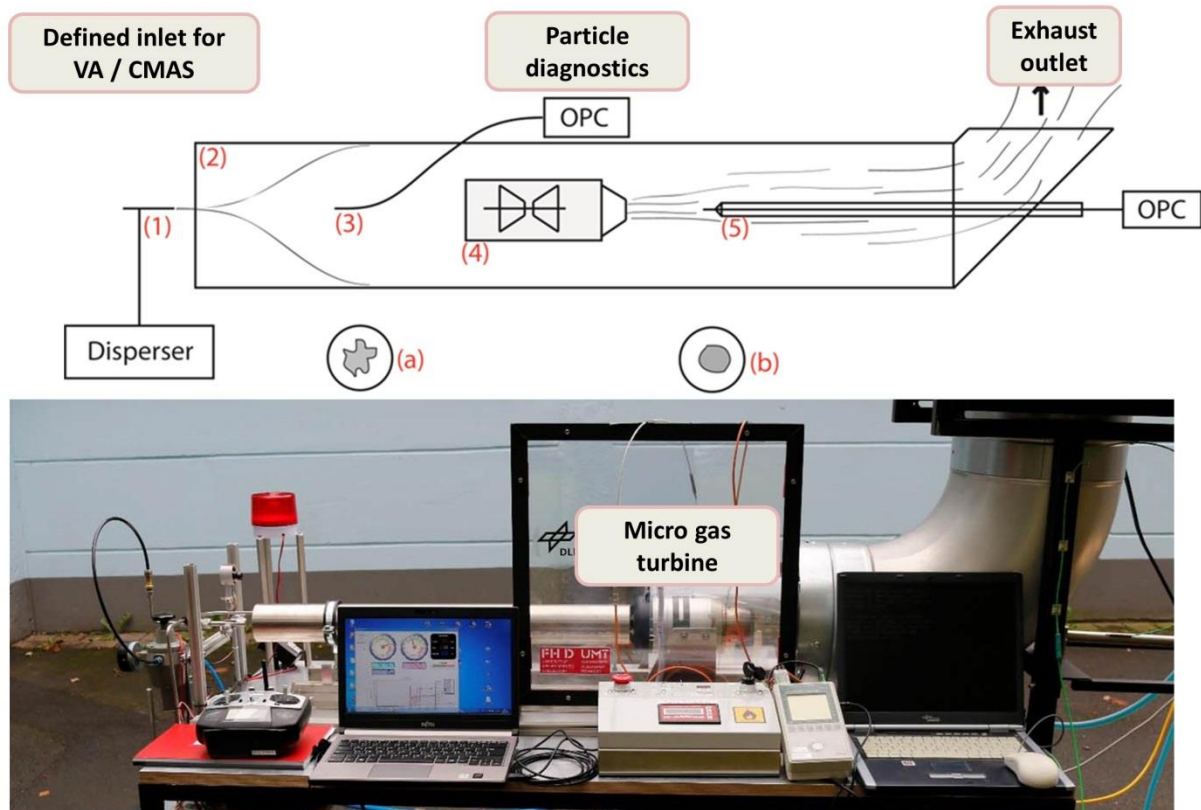 Defined inlet for
VA / CMAS
Particle
diagnostics
Exhaust
outlet
OPC
(2)
(1)
(3)
(4)
(5)
OPC
Disperser
(a)
(b)
Micro gas
turbine
DLR
FH D UMT
FUJITSU